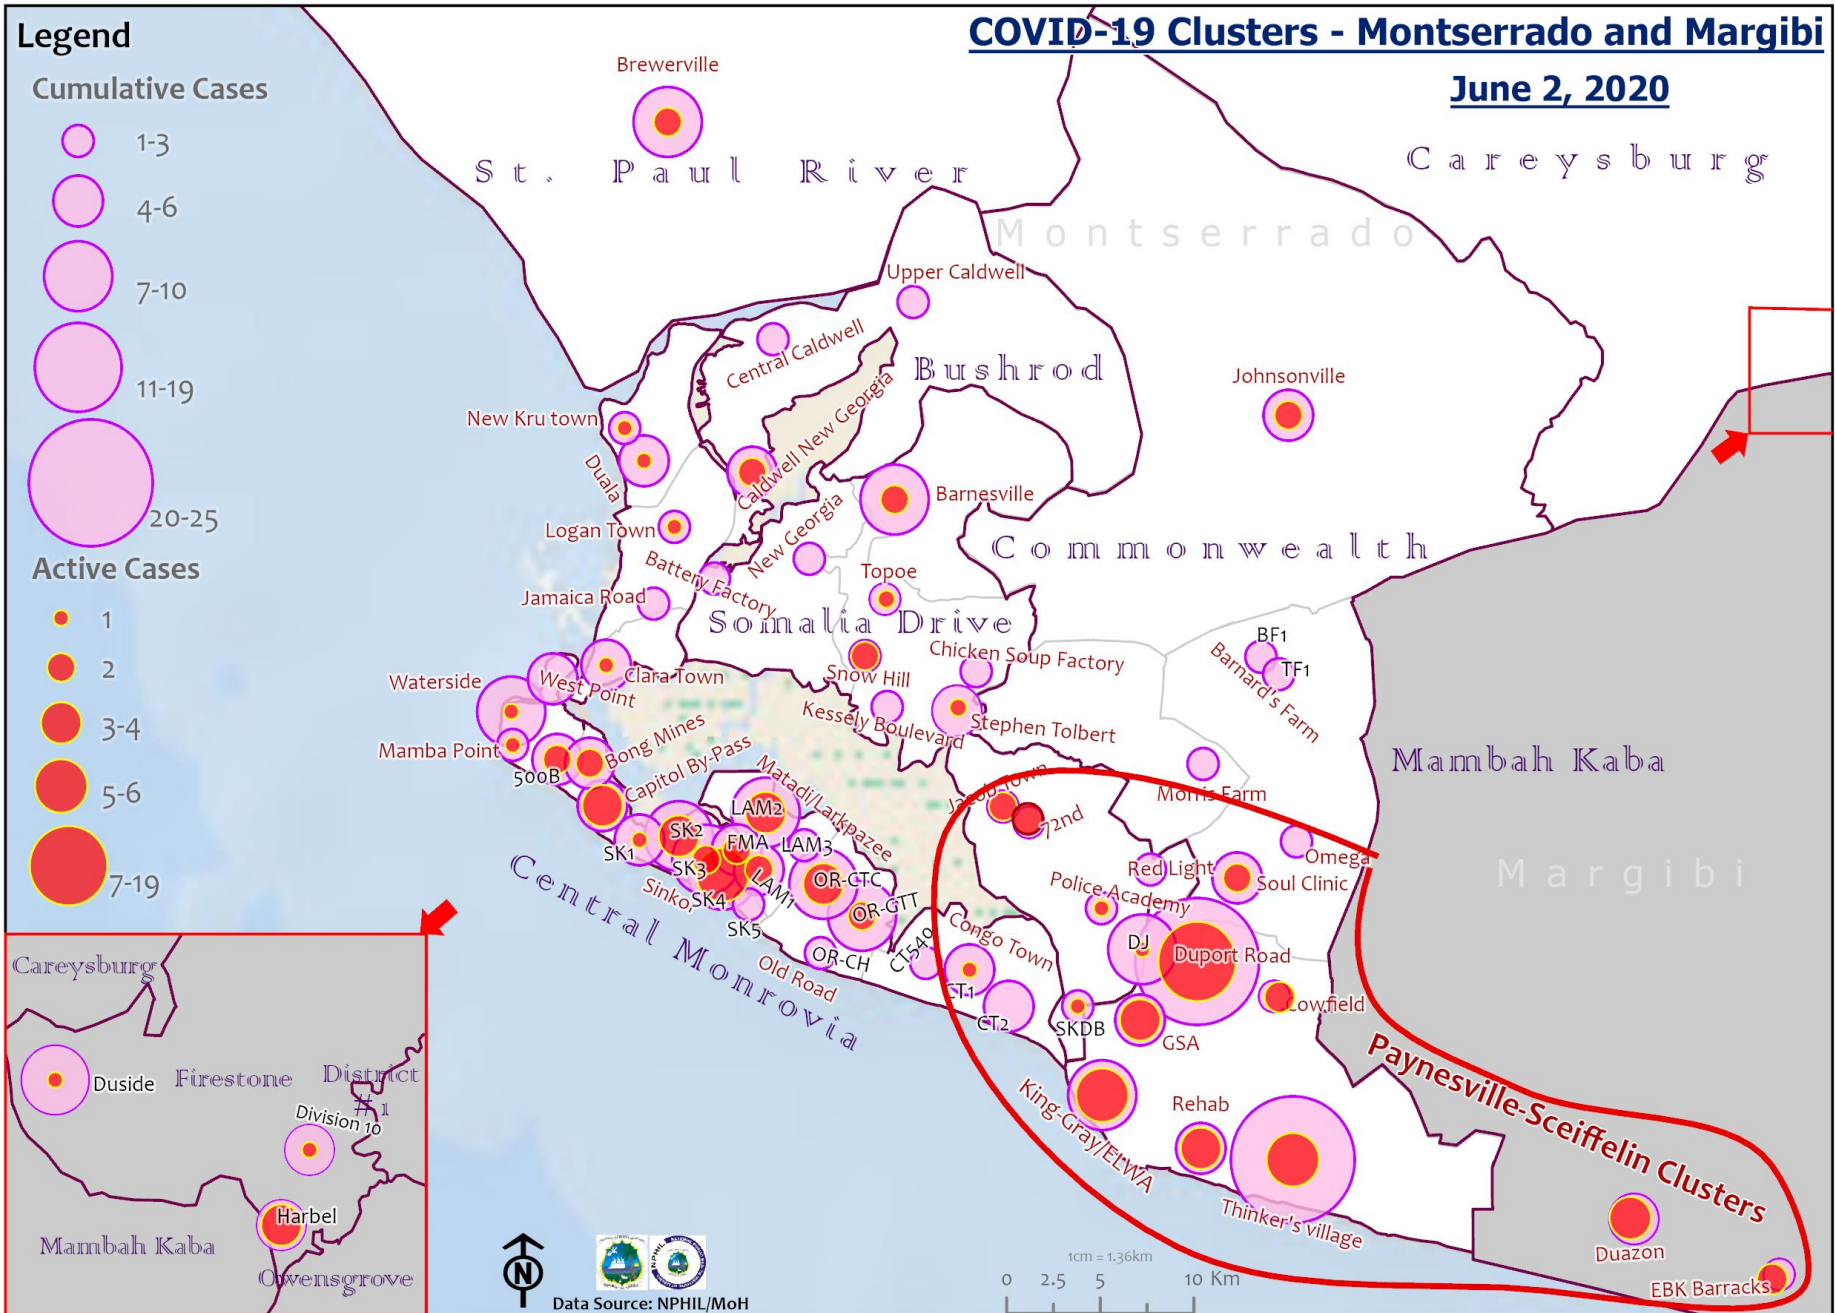 COVID-19 Clusters - Montserrado and Margibi
June 2, 2020
Legend
Cumulative Cases
1-3
4-6
7-10
11-19
20-25
Active Cases
1
2
3-4
5-6
7-19
Brewerville
St. Paul River
Careysburg
Montserrado
Upper Caldwell
Central Caldwell
Bushrod
Johnsonville
New Kru town
Duala
Caldwell New Georgia
Barnesville
Logan Town
New Georgia
Commonwealth
Battery Factory
Topoe
Jamaica Road
Somalia Drive
BF1
TF1
Barnard's Farm
Chicken Soup Factory
Snow Hill
Clara Town
West Point
Waterside
Kessely Boulevard
Stephen Tolbert
Mamba Point
Bong Mines
500B
Capitol By-Pass
Matadi/Larkpazee
Mambah Kaba
Jacob Town
72nd
Morris Farm
LAM2
SK2
FMA
LAM3
SK1
SK3
OR-CTC
LAM1
Sinkor
SK4
OR-GTT
SK5
Omega
Red Light
Soul Clinic
Police Academy
Margibi
Central Monrovia
OR-CH
CT540
Congo Town
DJ
Duport Road
Old Road
CT1
CT2
SKDB
Cowfield
GSA
King-Gray/ELWA
Rehab
Paynesville-Sceiffelin Clusters
Thinker's village
Duazon
EBK Barracks
Careysburg
Duside
Firestone
District
#1
Division 10
Harbel
Mambah Kaba
Owensgrove
N
NPHIL
Data Source: NPHIL/MoH
1cm = 1.36km
0 2.5 5 10 Km